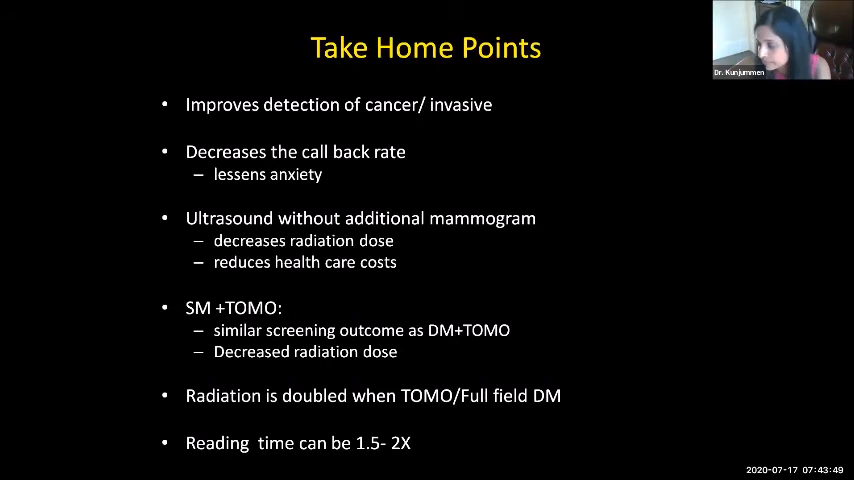 Take Home Points
Dr. Kunjummen
• Improves detection of cancer/ invasive
• Decreases the call back rate
– lessens anxiety
• Ultrasound without additional mammogram
– decreases radiation dose
– reduces health care costs
• SM +TOMO:
– similar screening outcome as DM+TOMO
– Decreased radiation dose
• Radiation is doubled when TOMO/Full field DM
• Reading  time can be 1.5- 2X
2020-07-17 07:43:49